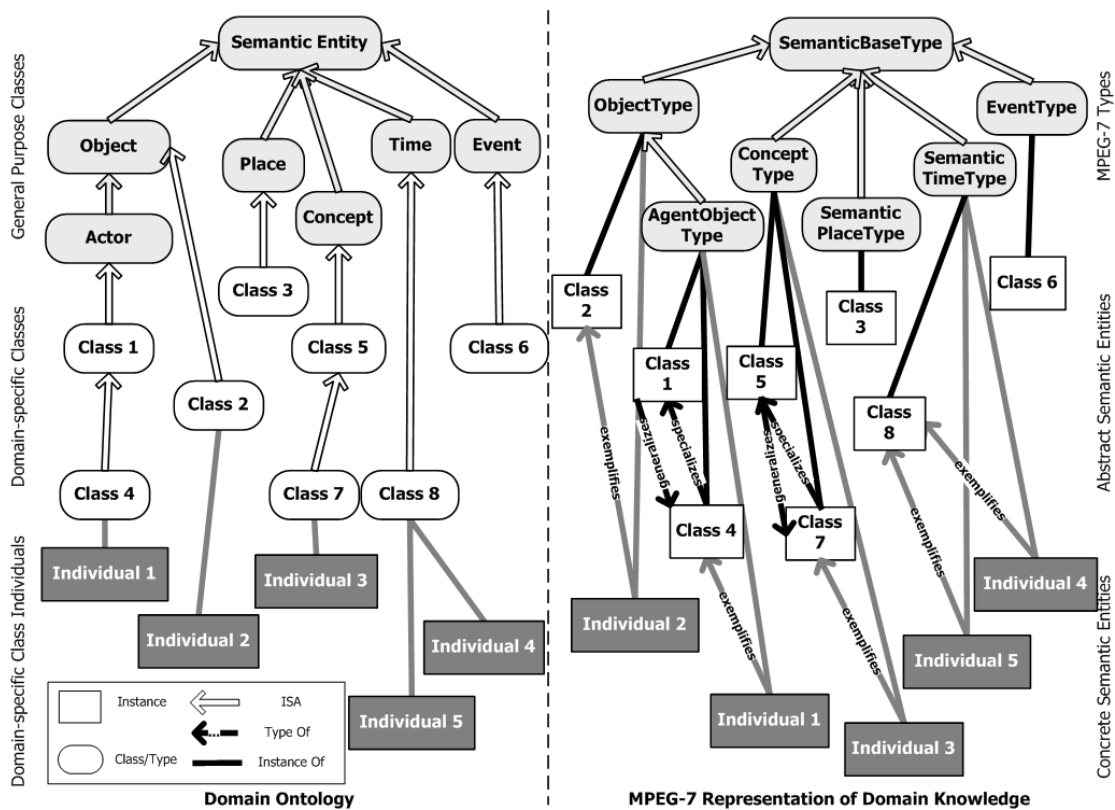 General Purpose Classes
Domain-specific Classes
Domain-specific Class Individuals
Semantic Entity
Object
Place
Time
Event
Actor
Concept
Class 3
Class 1
Class 5
Class 6
Class 2
Class 4
Class 7
Class 8
Individual 1
Individual 3
Individual 2
Individual 4
Individual 5
Instance
ISA
Type Of
Class/Type
Instance Of
Domain Ontology
SemanticBaseType
ObjectType
EventType
Concept
Type
Semantic
TimeType
AgentObject
Type
Semantic
PlaceType
Class
2
Class
3
Class 6
Class
1
Class
5
Class
8
exemplifies
generalizes
specializes
generalizes
specializes
exemplifies
exemplifies
Class 4
Class
7
exemplifies
exemplifies
Individual 4
Individual 2
Individual 5
Individual 1
Individual 3
MPEG-7 Representation of Domain Knowledge
MPEG-7 Types
Abstract Semantic Entities
Concrete Semantic Entities